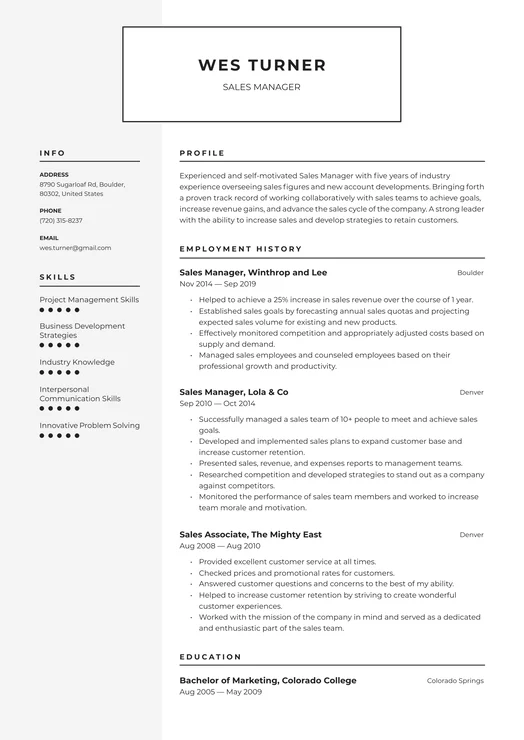 WES TURNER
SALES MANAGER
INFO
ADDRESS
8790 Sugarloaf Rd, Boulder,
80302, United States
PHONE
(720) 315-8237
EMAIL
wes.turner@gmail.com
SKILLS
Project Management Skills
Business Development
Strategies
Industry Knowledge
Interpersonal
Communication Skills
Innovative Problem Solving
PROFILE
Experienced and self-motivated Sales Manager with five years of industry
experience overseeing sales figures and new account developments. Bringing forth
a proven track record of working collaboratively with sales teams to achieve goals,
increase revenue gains, and advance the sales cycle of the company. A strong leader
with the ability to increase sales and develop strategies to retain customers.
EMPLOYMENT HISTORY
Sales Manager, Winthrop and Lee Boulder
Nov 2014 — Sep 2019
• Helped to achieve a 25% increase in sales revenue over the course of 1 year.
• Established sales goals by forecasting annual sales quotas and projecting
expected sales volume for existing and new products.
• Effectively monitored competition and appropriately adjusted costs based on
supply and demand.
• Managed sales employees and counseled employees based on their
professional growth and productivity.
Sales Manager, Lola & Co Denver
Sep 2010 — Oct 2014
• Successfully managed a sales team of 10+ people to meet and achieve sales
goals.
• Developed and implemented sales plans to expand customer base and
increase customer retention.
• Presented sales, revenue, and expenses reports to management teams.
• Researched competition and developed strategies to stand out as a company
against competitors.
• Monitored the performance of sales team members and worked to increase
team morale and motivation.
Sales Associate, The Mighty East Denver
Aug 2008 — Aug 2010
• Provided excellent customer service at all times.
• Checked prices and promotional rates for customers.
• Answered customer questions and concerns to the best of my ability.
• Helped to increase customer retention by striving to create wonderful
customer experiences.
• Worked with the mission of the company in mind and served as a dedicated
and enthusiastic part of the sales team.
EDUCATION
Bachelor of Marketing, Colorado College Colorado Springs
Aug 2005 — May 2009